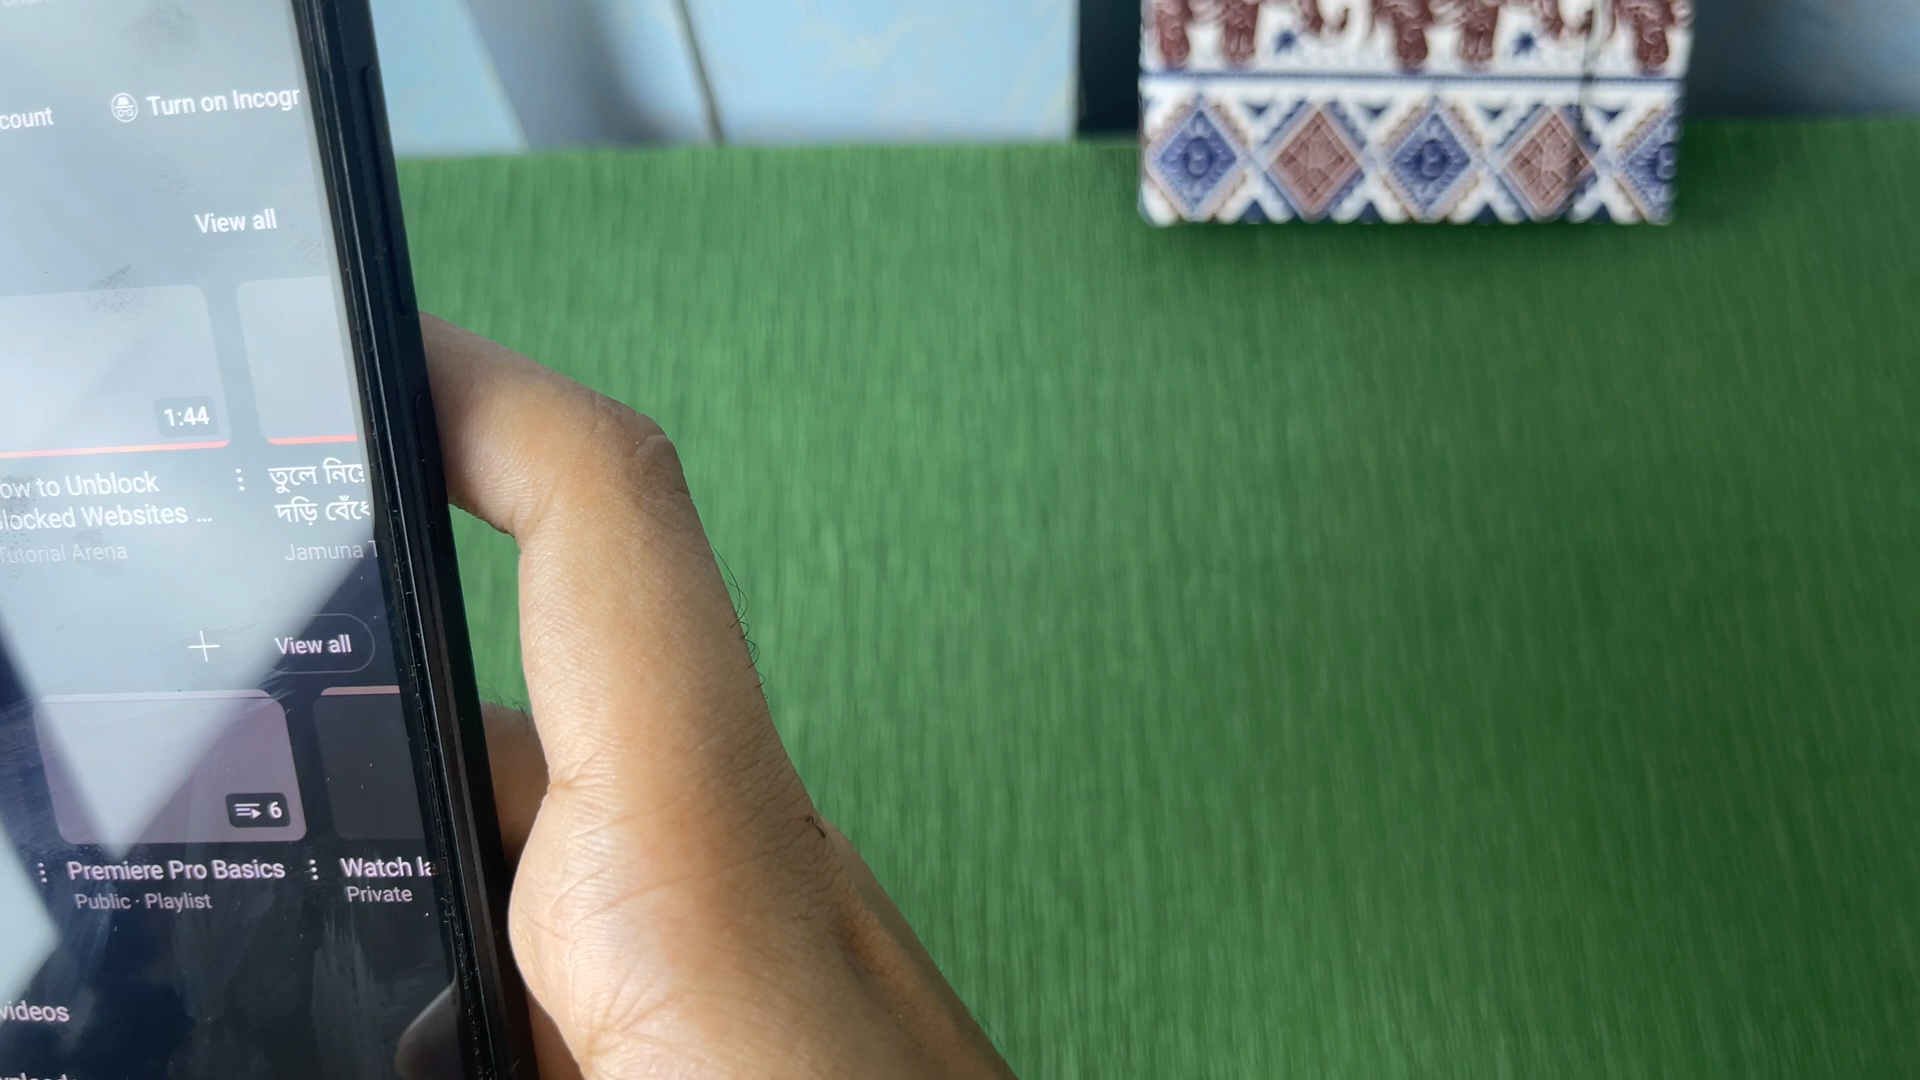 count
Turn on Incogr
View all
1:44
ow to Unblock
locked Websites ...
Tutorial Arena
তুলে নিয়ে
দড়ি বেঁধে
Jamuna T
View all
6
Premiere Pro Basics
Public · Playlist
Watch la
Private
videos